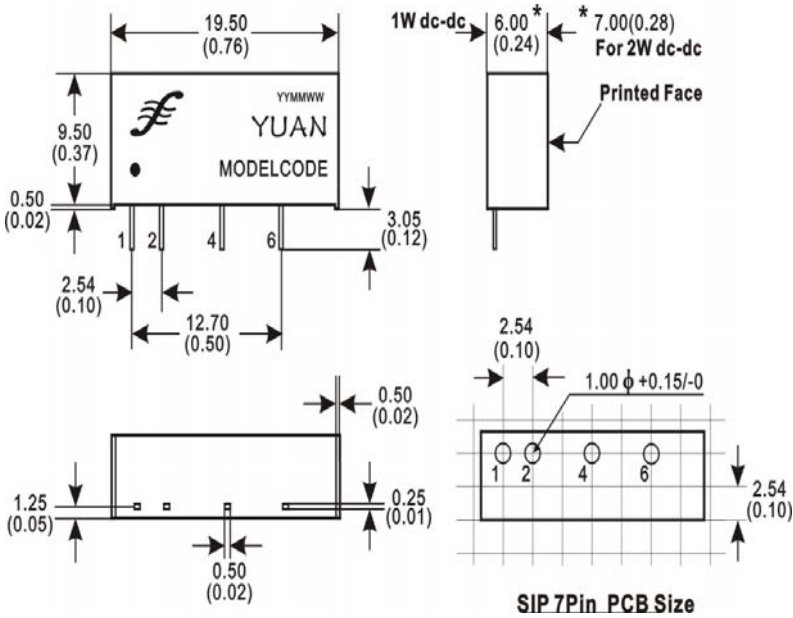 19.50
(0.76)
1W dc-dc
6.00 *
(0.24)
* 7.00(0.28)
For 2W dc-dc
YYMMWW
YUAN
MODELCODE
Printed Face
9.50
(0.37)
0.50
(0.02)
3.05
(0.12)
1 2 4 6
2.54
(0.10)
12.70
(0.50)
2.54
(0.10)
0.50
(0.02)
1.00 ϕ +0.15/-0
1 2 4 6
1.25
(0.05)
0.25
(0.01)
2.54
(0.10)
0.50
(0.02)
SIP 7Pin PCB Size